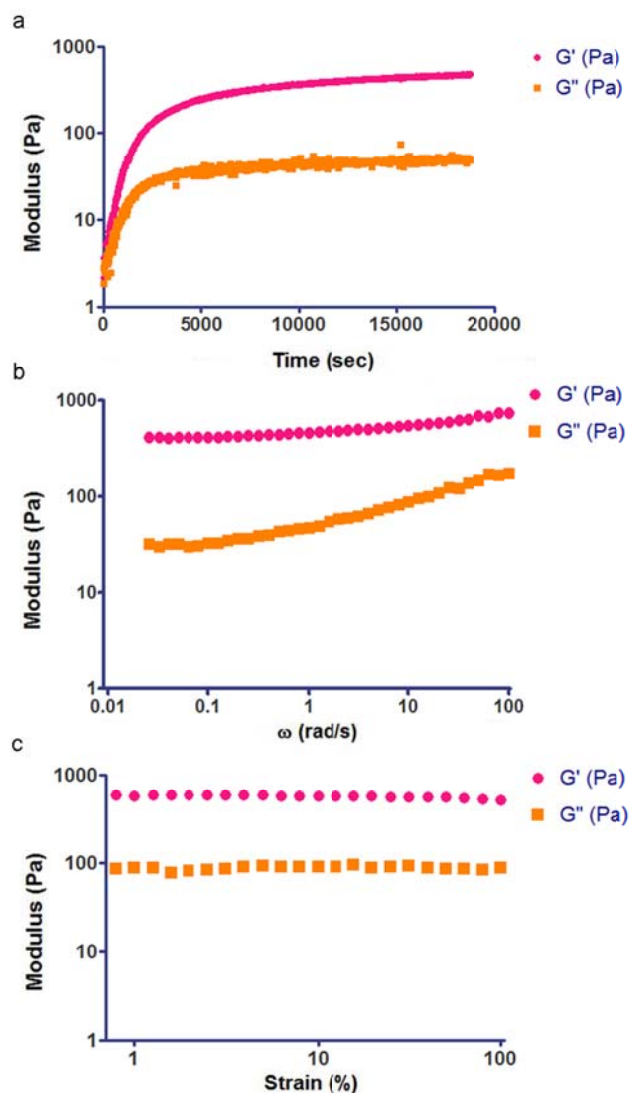 a
1000
100
10
1
Modulus (Pa)
0
5000
10000
15000
20000
Time (sec)
G' (Pa)
G'' (Pa)
b
1000
100
10
1
Modulus (Pa)
0.01
0.1
1
10
100
ω (rad/s)
G' (Pa)
G'' (Pa)
c
1000
100
10
1
Modulus (Pa)
1
10
100
Strain (%)
G' (Pa)
G'' (Pa)